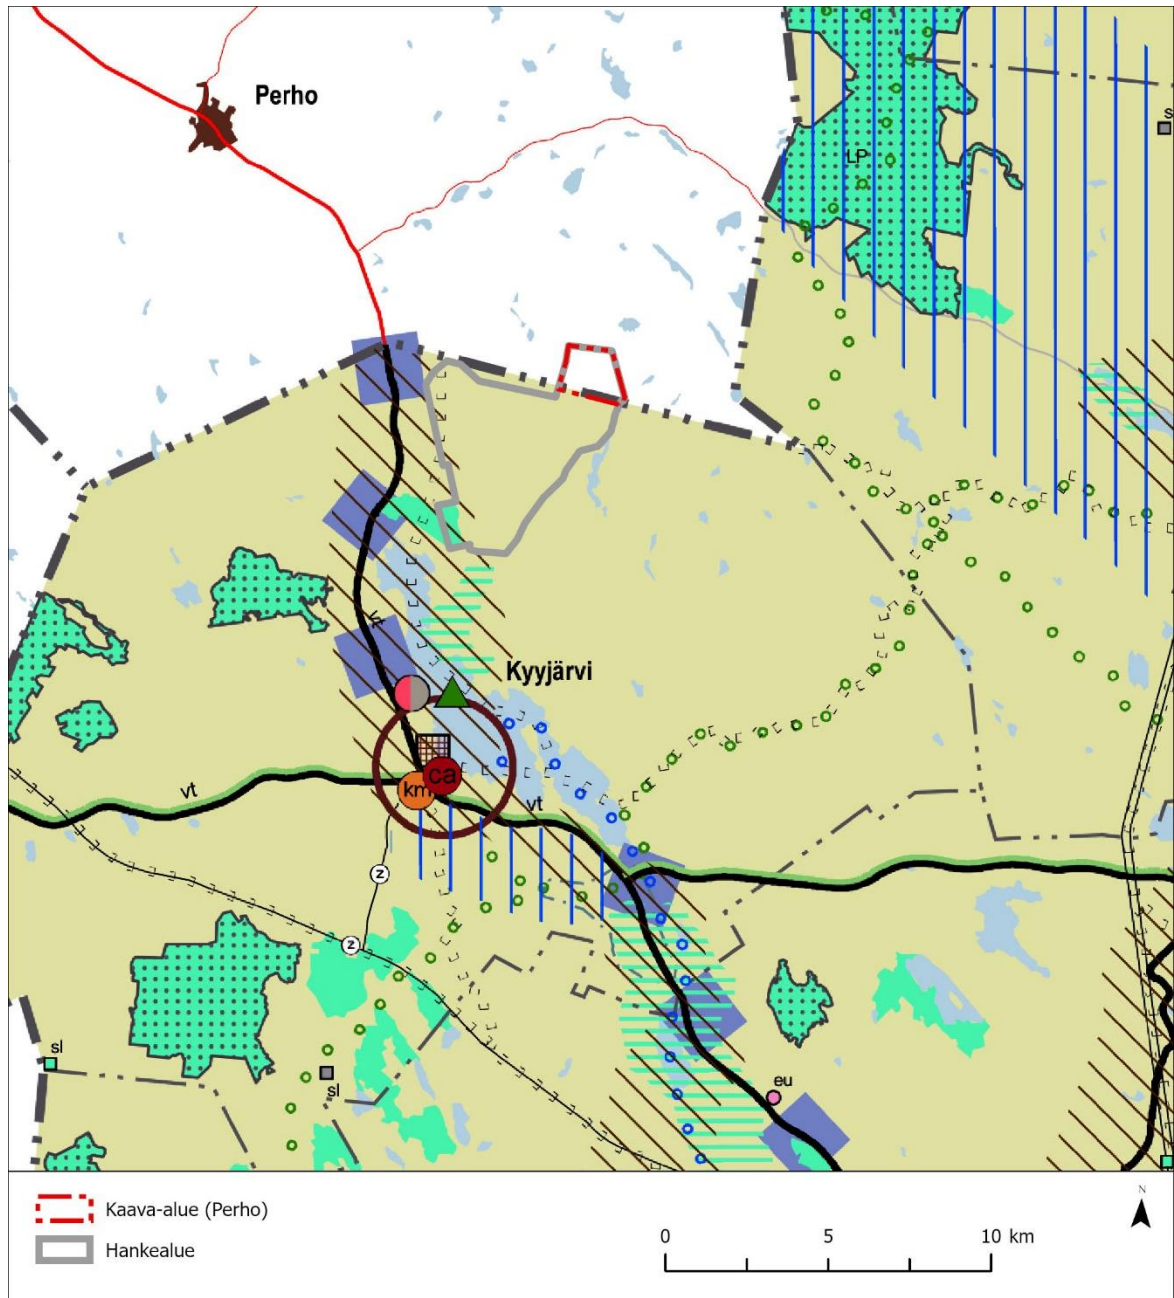 Perho
s
LP
vt
Kyyjärvi
ca
km
vt
vt
z
z
sl
sl
eu
Kaava-alue (Perho)
Hankealue
N
0 5 10 km